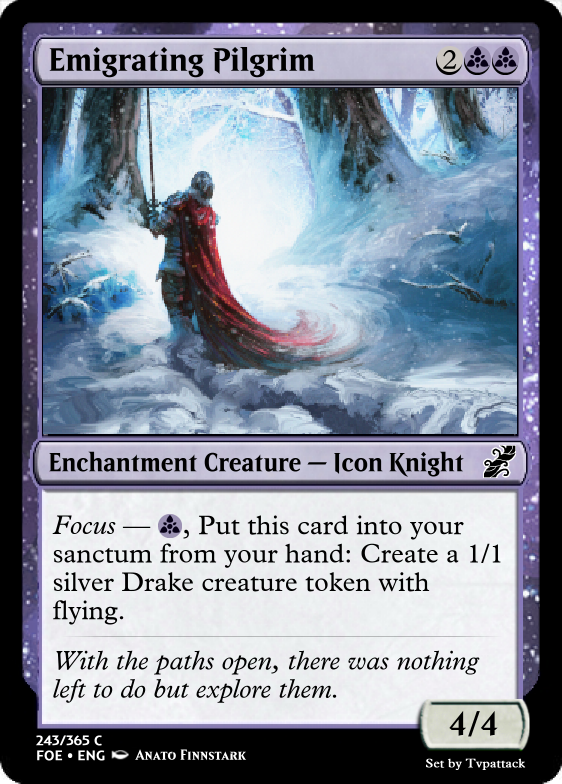 Emigrating Pilgrim 2
Enchantment Creature — Icon Knight
Focus — , Put this card into your
sanctum from your hand: Create a 1/1
silver Drake creature token with
flying.
With the paths open, there was nothing
left to do but explore them.
4/4
243/365 C
FOE • ENG Anato Finnstark
Set by Tvpattack